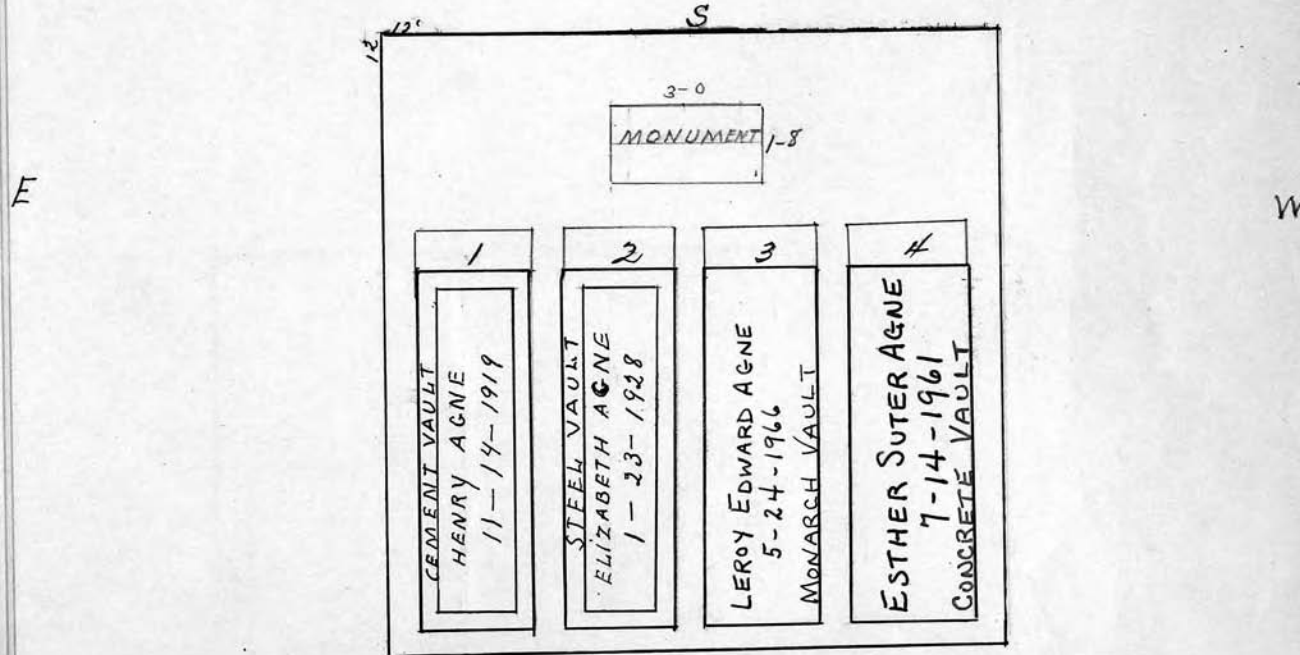 S
12'
12
3-0
MONUMENT
1-8
E
W
1
2
3
4
CEMENT VAULT
HENRY AGNE
11-14-1919
STEEL VAULT
ELIZABETH AGNE
1-23-1928
LEROY EDWARD AGNE
5-24-1966
MONARCH VAULT
ESTHER SUTER AGNE
7-14-1961
CONCRETE VAULT